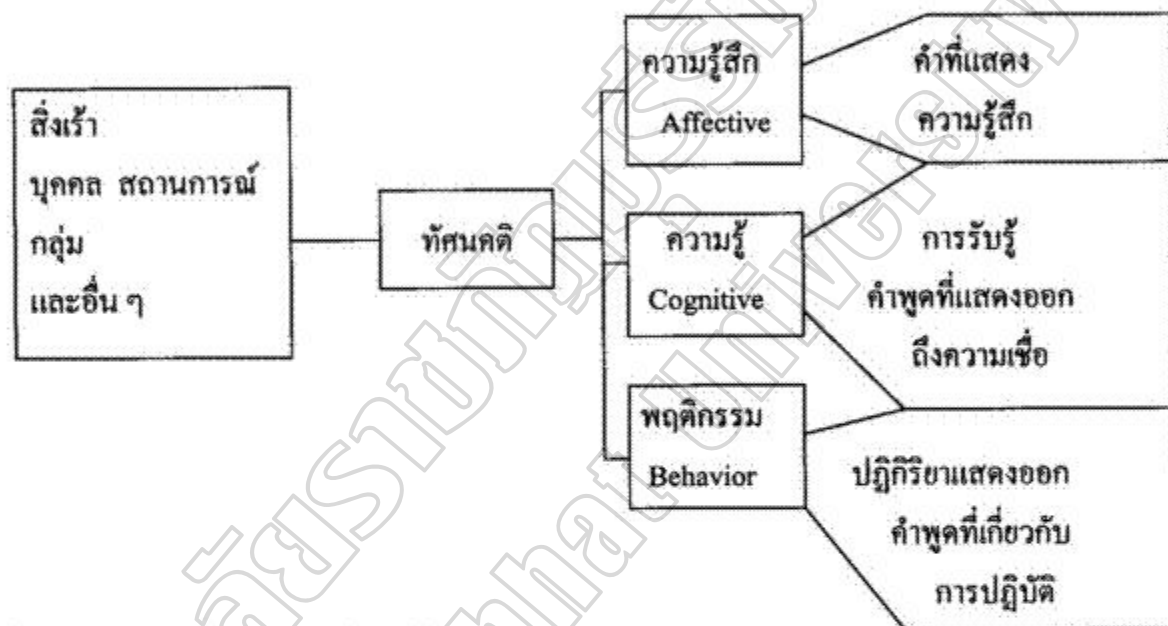 สิ่งเร้า
บุคคล สถานการณ์
กลุ่ม
และอื่น ๆ
ทัศนคติ
ความรู้สึก
Affective
คำที่แสดง
ความรู้สึก
ความรู้
Cognitive
การรับรู้
คำพูดที่แสดงออก
ถึงความเชื่อ
พฤติกรรม
Behavior
ปฏิกิริยาแสดงออก
คำพูดที่เกี่ยวกับ
การปฏิบัติ